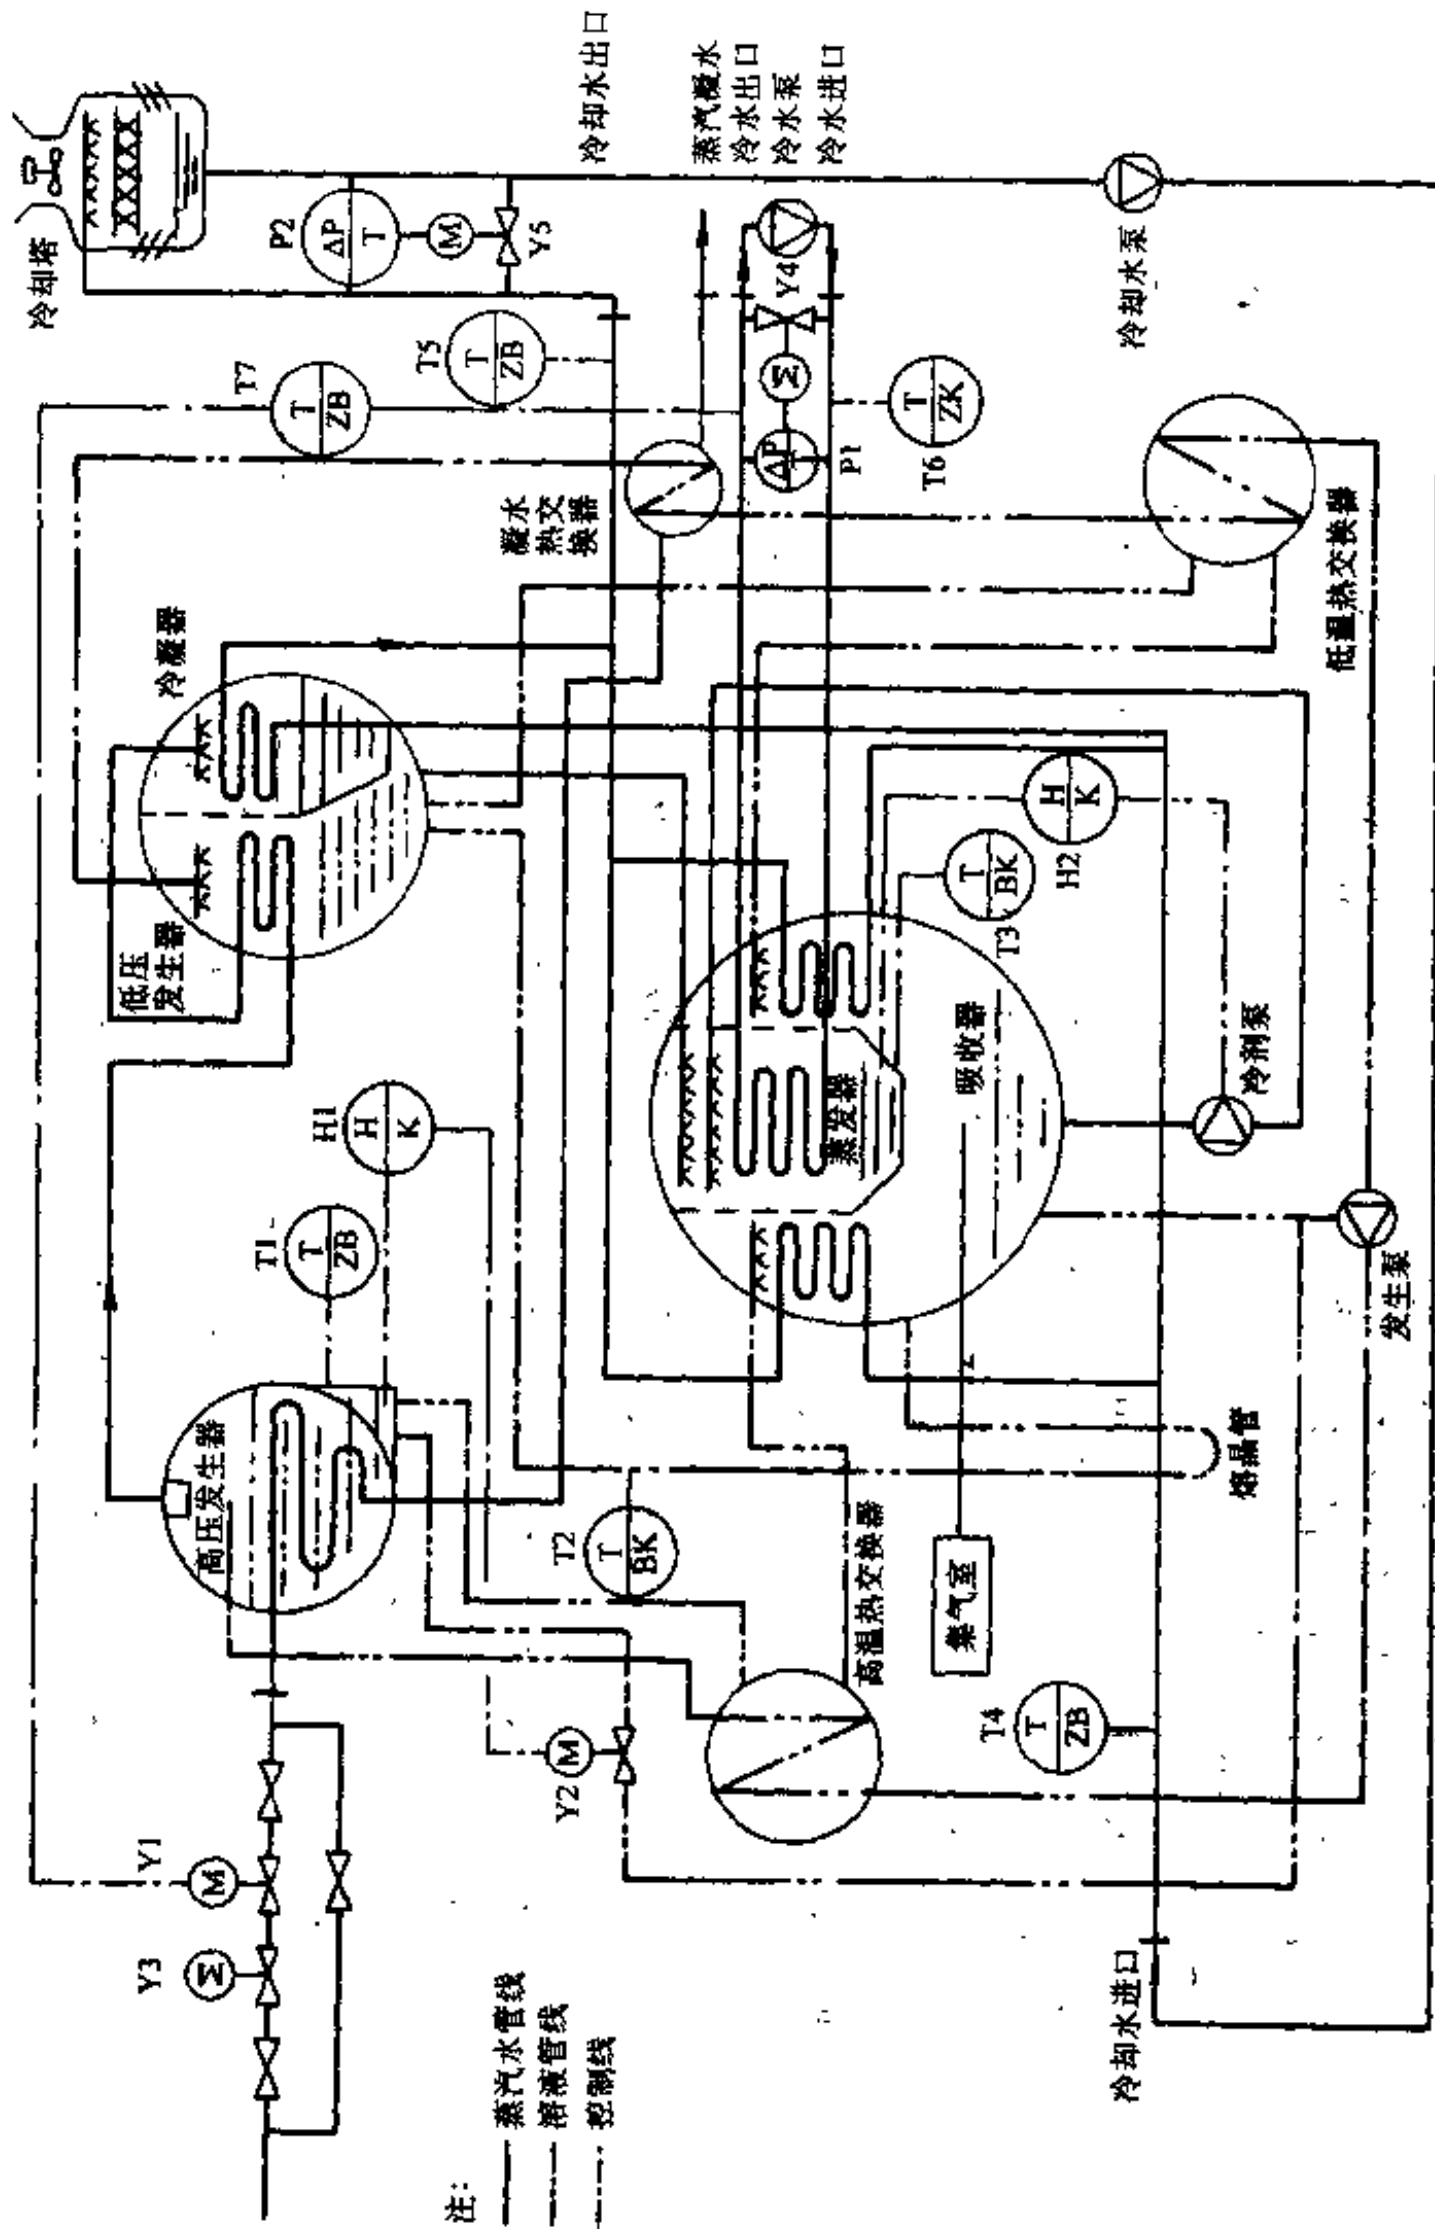 冷却塔
P2
ΔP
T
M
Y5
T7
T
ZB
T5
T
ZB
冷却水出口
蒸汽凝水
冷水出口
冷水泵
冷水进口
Y4
M
ΔP
P1
T
ZK
T6
冷却水泵
凝水
热交
换器
冷凝器
低压
发生器
低温热交换器
H
K
H2
T
BK
T3
H1
H
K
T1
T
ZB
蒸发器
吸收器
冷剂泵
发生泵
高压发生器
T2
T
BK
高温热交换器
集气室
熔晶管
Y1
M
Y3
M
Y2
M
T4
T
ZB
冷却水进口
注:
蒸汽水管线
溶液管线
控制线